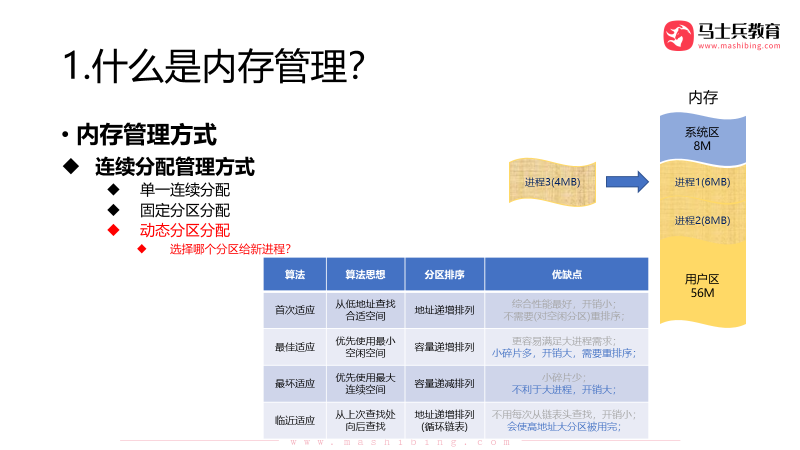 马士兵教育
www.mashibing.com
1.什么是内存管理？
• 内存管理方式
◆ 连续分配管理方式
◆ 单一连续分配
◆ 固定分区分配
◆ 动态分区分配
◆ 选择哪个分区给新进程？
内存
系统区
8M
进程3(4MB)
进程1(6MB)
进程2(8MB)
用户区
56M
算法 算法思想 分区排序 优缺点
首次适应 从低地址查找
合适空间 地址递增排列 综合性能最好，开销小；
不需要(对空闲分区)重排序；
最佳适应 优先使用最小
空闲空间 容量递增排列 更容易满足大进程需求；
小碎片多，开销大，需要重排序；
最坏适应 优先使用最大
连续空间 容量递减排列 小碎片少；
不利于大进程，开销大；
临近适应 从上次查找处
向后查找 地址递增排列
(循环链表) 不用每次从链表头查找，开销小；
会使高地址大分区被用完；